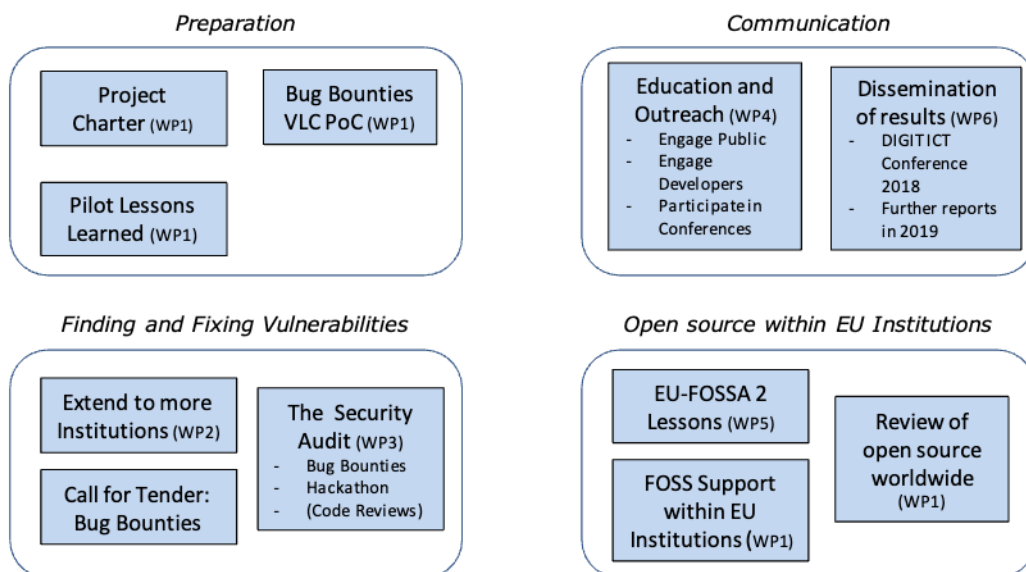 Preparation
Project
Charter (WP1)
Bug Bounties
VLC PoC (WP1)
Pilot Lessons
Learned (WP1)
Communication
Education and
Outreach (WP4)
- Engage Public
- Engage
Developers
- Participate in
Conferences
Dissemination
of results (WP6)
- DIGITICT
Conference
2018
- Further reports
in 2019
Finding and Fixing Vulnerabilities
Extend to more
Institutions (WP2)
Call for Tender:
Bug Bounties
The Security
Audit (WP3)
- Bug Bounties
- Hackathon
- (Code Reviews)
Open source within EU Institutions
EU-FOSSA 2
Lessons (WP5)
FOSS Support
within EU
Institutions (WP1)
Review of
open source
worldwide
(WP1)